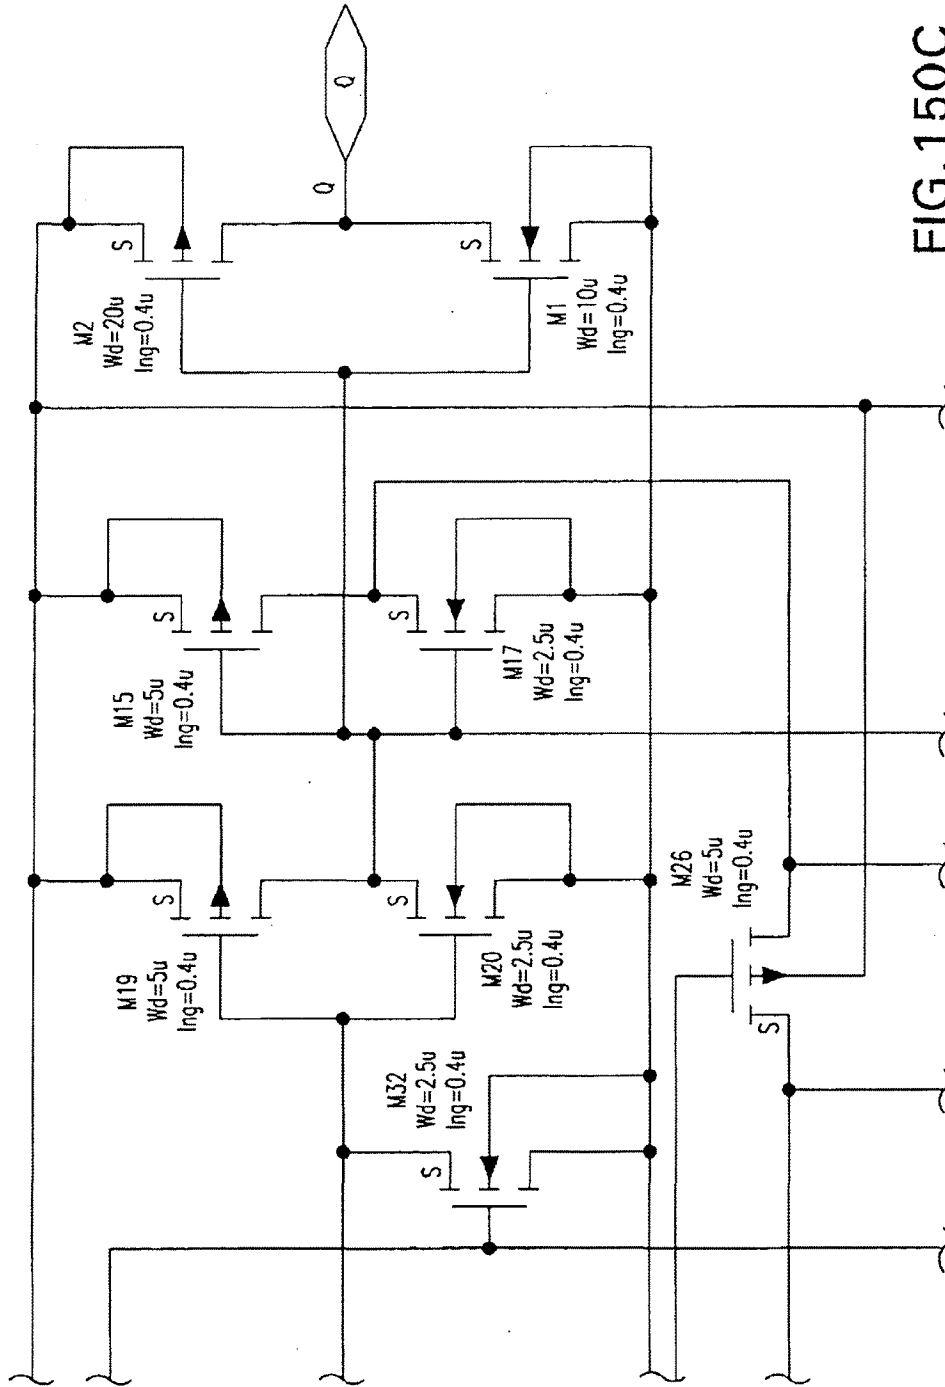 M2
Wd=20u
lng=0.4u
S
Q
Q
S
M1
Wd=10u
lng=0.4u
M15
Wd=5u
lng=0.4u
S
S
M17
Wd=2.5u
lng=0.4u
M19
Wd=5u
lng=0.4u
S
S
M20
Wd=2.5u
lng=0.4u
M32
Wd=2.5u
lng=0.4u
S
M26
Wd=5u
lng=0.4u
S
FIG. 150C